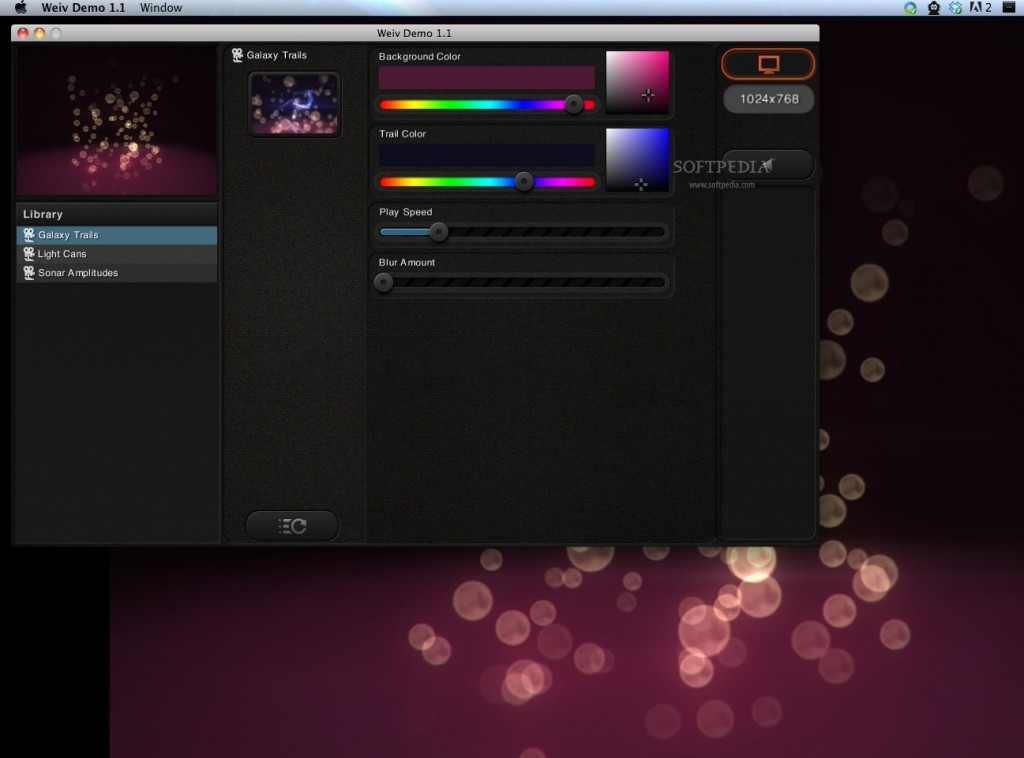 Weiv Demo 1.1 Window
2
Weiv Demo 1.1
Galaxy Trails
Library
Galaxy Trails
Light Cans
Sonar Amplitudes
Background Color
Trail Color
Play Speed
Blur Amount
1024x768
SOFTPEDIA
www.softpedia.com